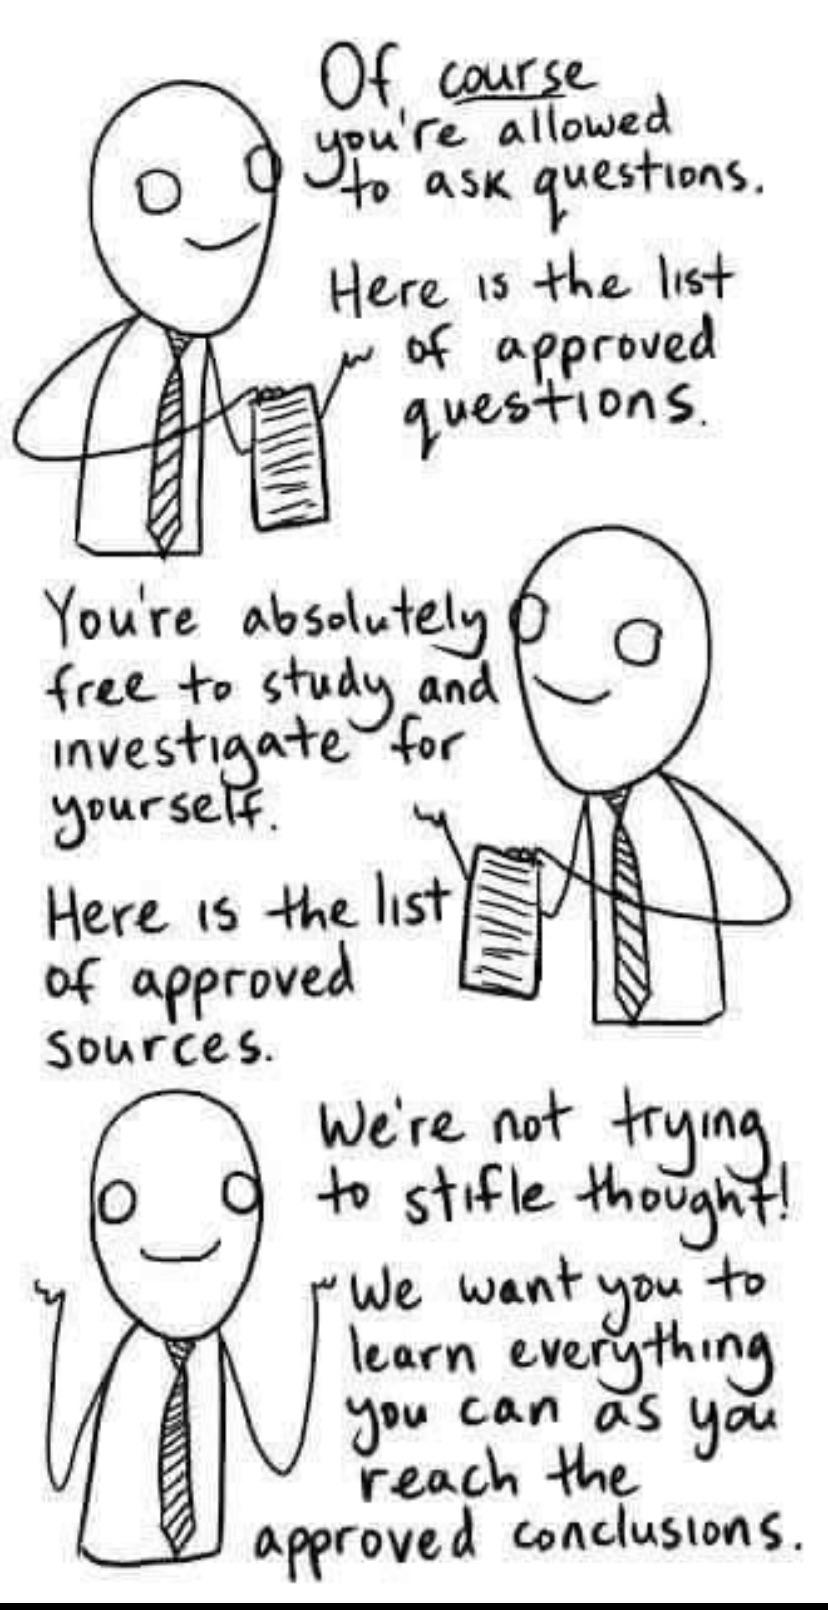 Of course
you're allowed
to ask questions.
Here is the list
of approved
questions.
You're absolutely
free to study and
investigate for
yourself.
Here is the list
of approved
sources.
We're not trying
to stifle thought!
We want you to
learn everything
you can as you
reach the
approved conclusions.